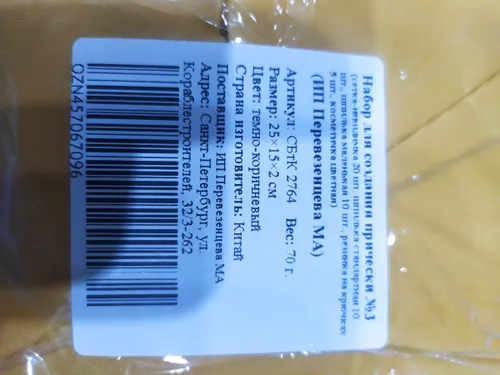 Набор для создания прически №3
(сетка-невидимка 20 шт. шпилька стандартная 10
шт., шпилька маленькая 10 шт., резинка на крючках
5 шт., косметичка цветная)
(ИП Перевезенцева МА)
Артикул: СБтК 2764 Вес: 70 г.
Размер: 25×15×2 см
Цвет: темно-коричневый
Страна изготовитель: Китай
Поставщик: ИП Перевезенцева МА
Адрес: Санкт-Петербург, ул.
Кораблестроителей, 32/3-262
OZN457067096